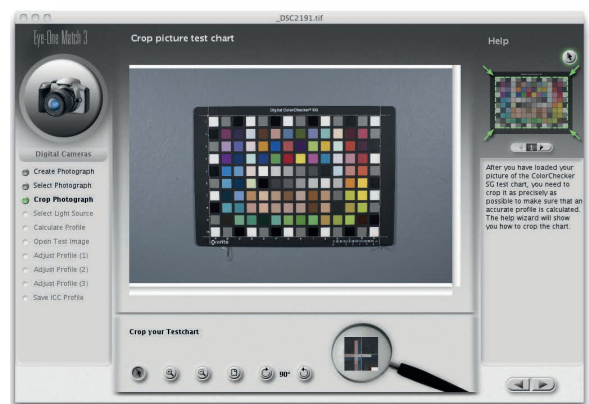 _DSC2191.tif
Eye-One Match 3
Crop picture test chart
Help
Digital ColorChecker® SG
Digital Cameras
Create Photograph
Select Photograph
Crop Photograph
Select Light Source
Calculate Profile
Open Test Image
Adjust Profile (1)
Adjust Profile (2)
Adjust Profile (3)
Save ICC Profile
1
After you have loaded your
picture of the ColorChecker
SG test chart, you need to
crop it as precisely as
possible to make sure that an
accurate profile is calculated.
The help wizard will show
you how to crop the chart.
Crop your Testchart
90°